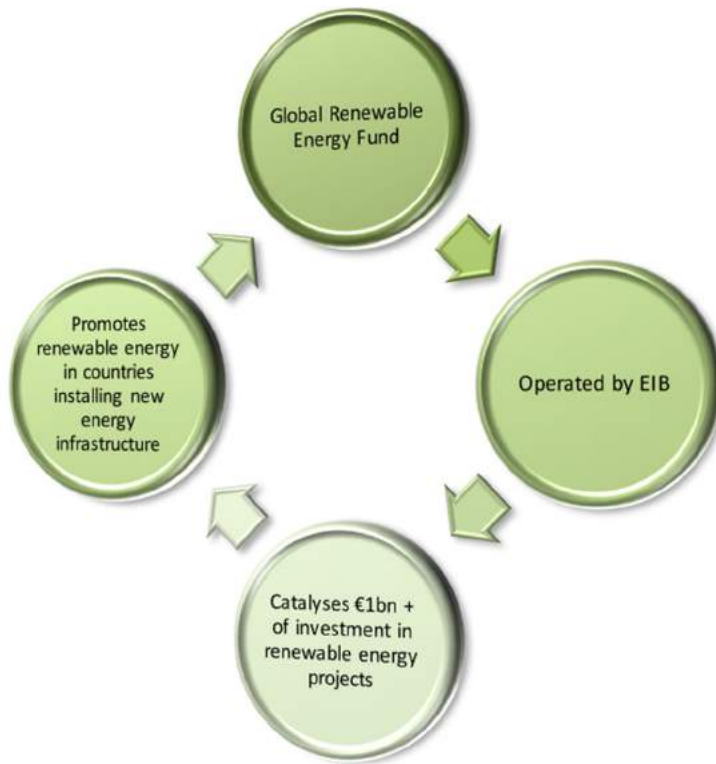 Global Renewable
Energy Fund
Operated by EIB
Catalyses €1bn +
of investment in
renewable energy
projects
Promotes
renewable energy
in countries
installing new
energy
infrastructure